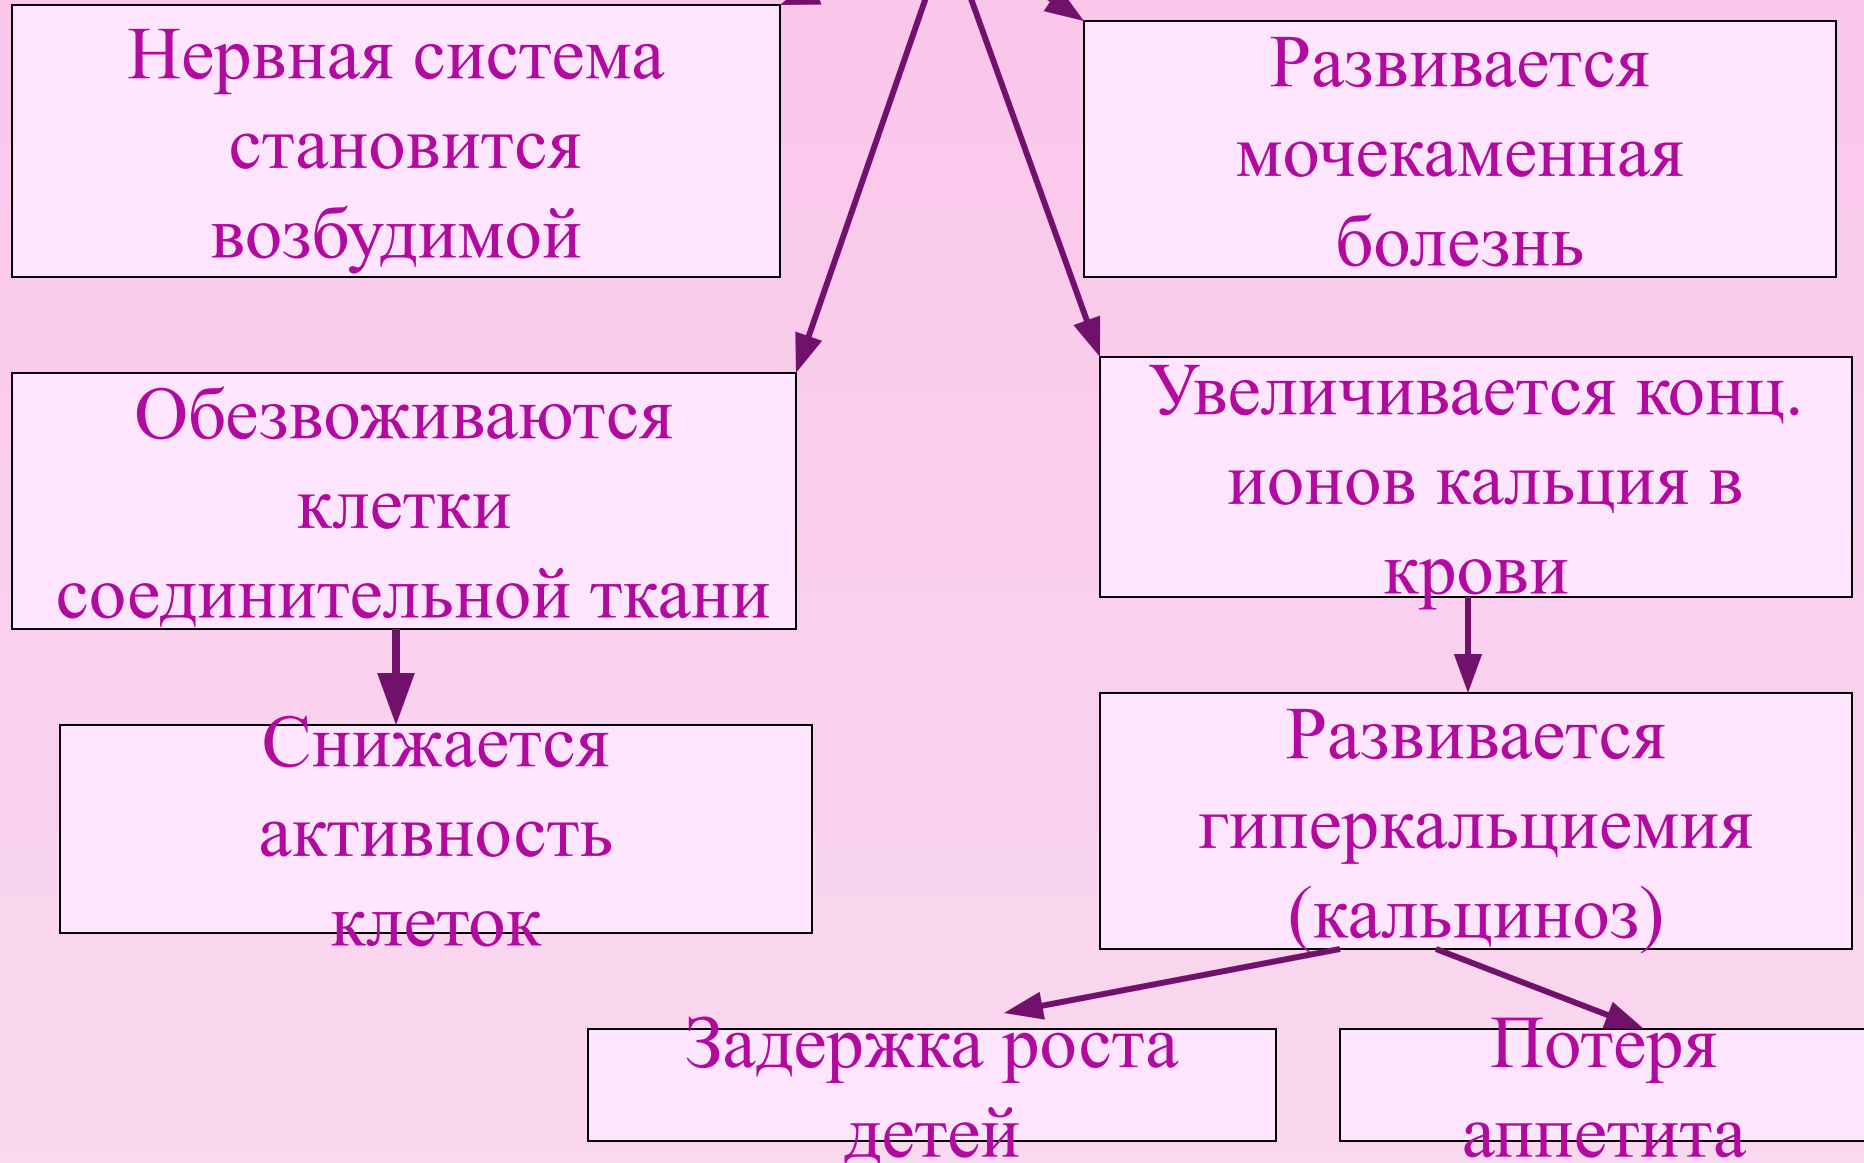 Нервная система
становится
возбудимой
Развивается
мочекаменная
болезнь
Обезвоживаются
клетки
соединительной ткани
Увеличивается конц.
ионов кальция в
крови
Снижается
активность
клеток
Развивается
гиперкальциемия
(кальциноз)
Задержка роста
детей
Потеря
аппетита